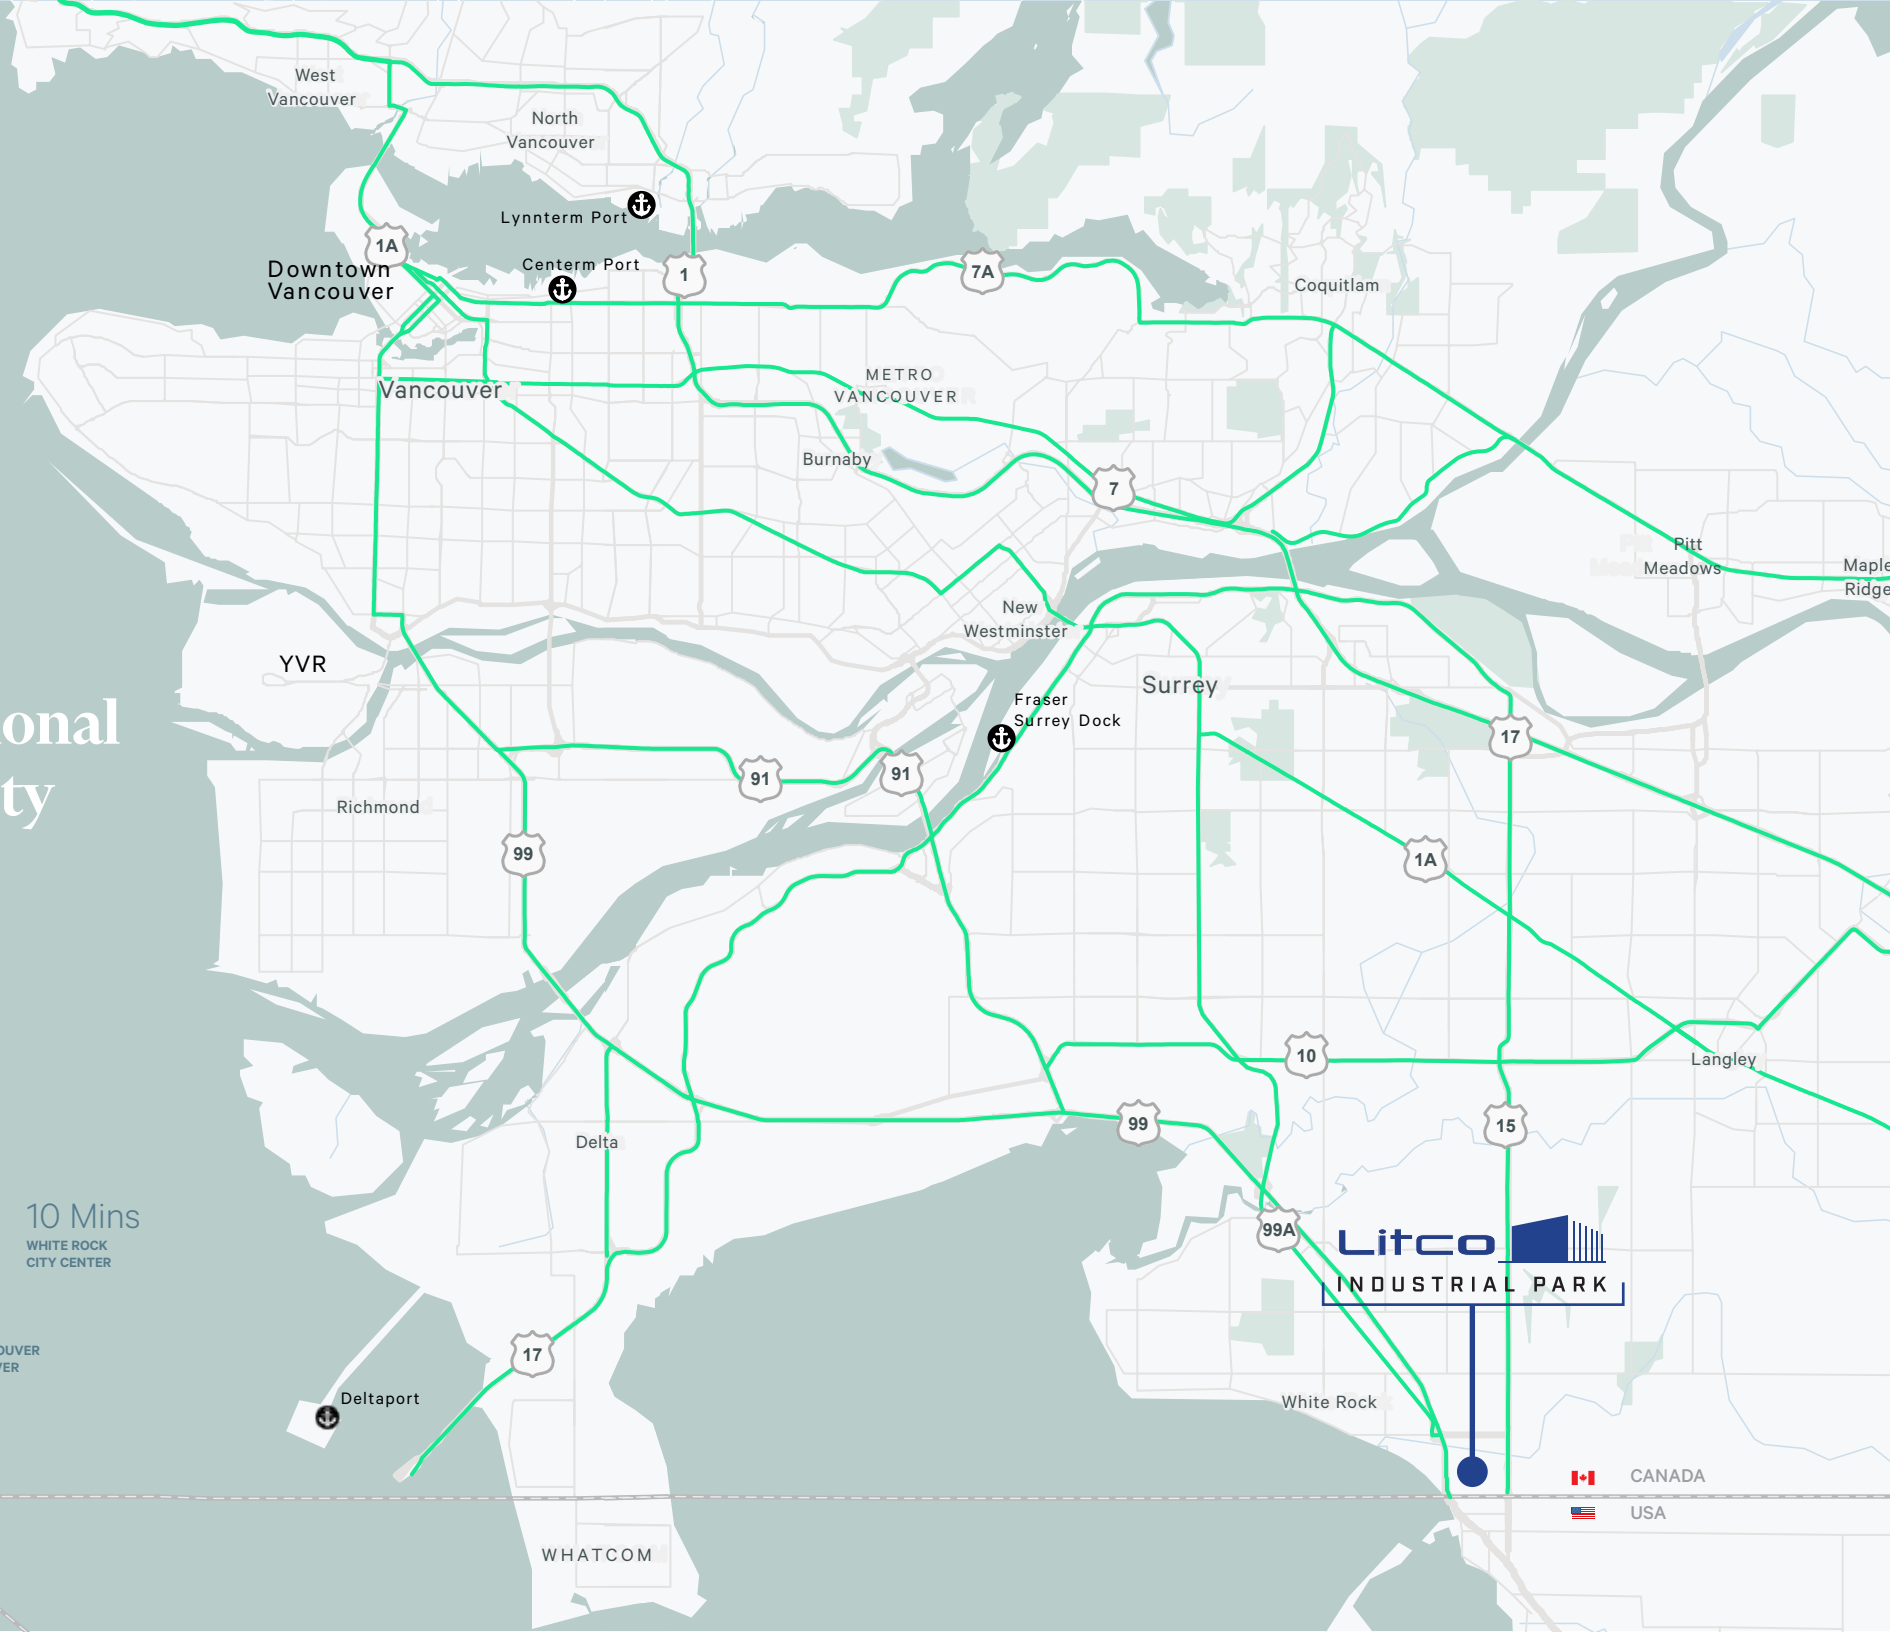 West
Vancouver
North
Vancouver
Lynnterm Port
1A
Centerm Port
Downtown
Vancouver
1
7A
Coquitlam
METRO
VANCOUVER
Vancouver
Burnaby
7
Pitt
Meadows
Maple
Ridge
New
Westminster
YVR
Surrey
Fraser
Surrey Dock
onal
ty
17
91
91
Richmond
99
1A
10
Langley
99
15
Delta
10 Mins
WHITE ROCK
CITY CENTER
99A
Litco
INDUSTRIAL PARK
OUVER
VER
17
Deltaport
White Rock
CANADA
USA
WHATCOM